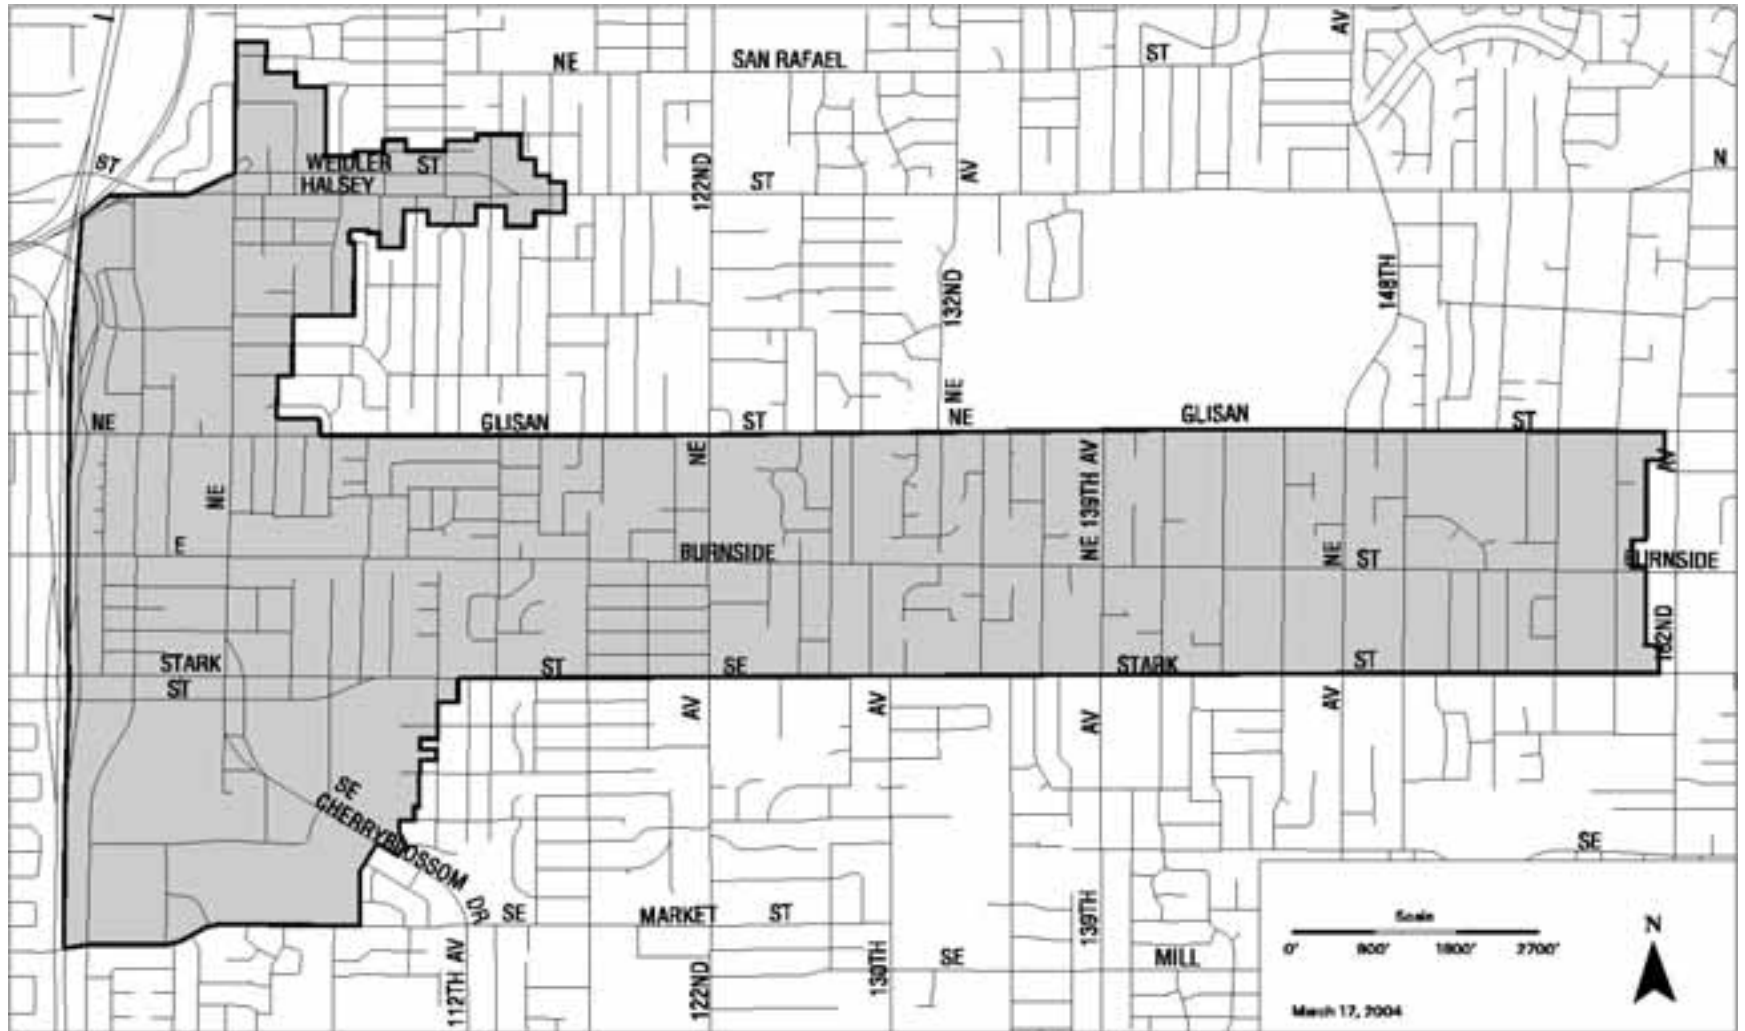 AV
NE SAN RAFAEL ST
ST
WEIDLER ST
HALSEY
122ND
ST
AV
N
132ND
148TH
NE
GLISAN
ST
NE
NE
GLISAN
ST
NE
NE
NE 139TH AV
AV
NE
E
BURNSIDE
NE
ST
BURNSIDE
162ND
STARK
ST
ST
SE
STARK
ST
AV
AV
AV
AV
SE
CHERRYBLOSSOM
DR
SE
MARKET
ST
SE
112TH AV
122ND
130TH
SE
139TH
MILL
Scale
0' 900' 1800' 2700'
N
March 17, 2004